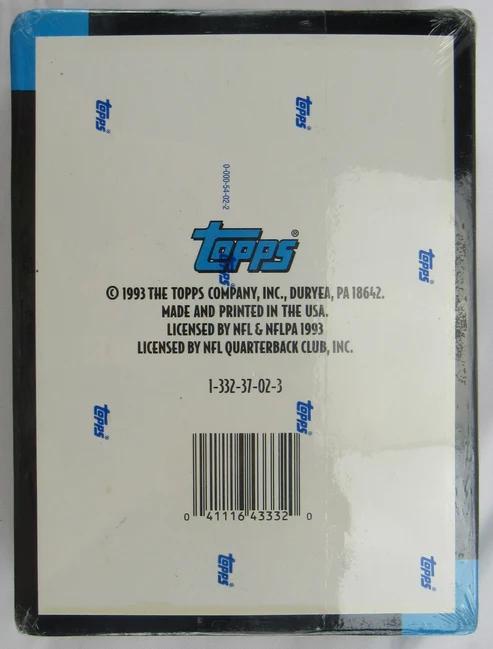 topps
topps
0-000-54-02-2
topps®
topps
topps
© 1993 THE TOPPS COMPANY, INC., DURYEA, PA 18642.
MADE AND PRINTED IN THE USA.
LICENSED BY NFL & NFLPA 1993
LICENSED BY NFL QUARTERBACK CLUB, INC.
1-332-37-02-3
topps
topps
0 41116 43332 0
topps
topps